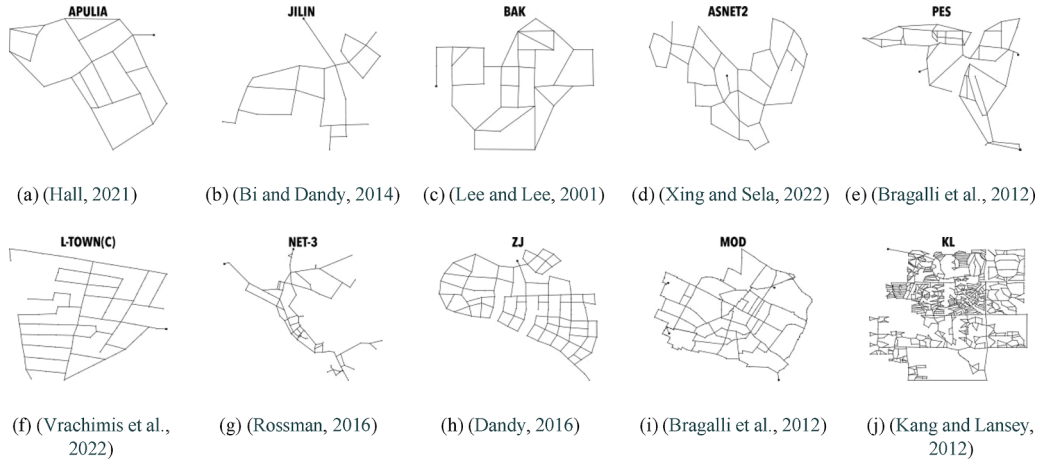 APULIA JILIN BAK ASNET2 PES
(a) (Hall, 2021) (b) (Bi and Dandy, 2014) (c) (Lee and Lee, 2001) (d) (Xing and Sela, 2022) (e) (Bragalli et al., 2012)
L-TOWN(C) NET-3 ZJ MOD KL
(f) (Vrachimis et al., 2022) (g) (Rossman, 2016) (h) (Dandy, 2016) (i) (Bragalli et al., 2012) (j) (Kang and Lansey, 2012)